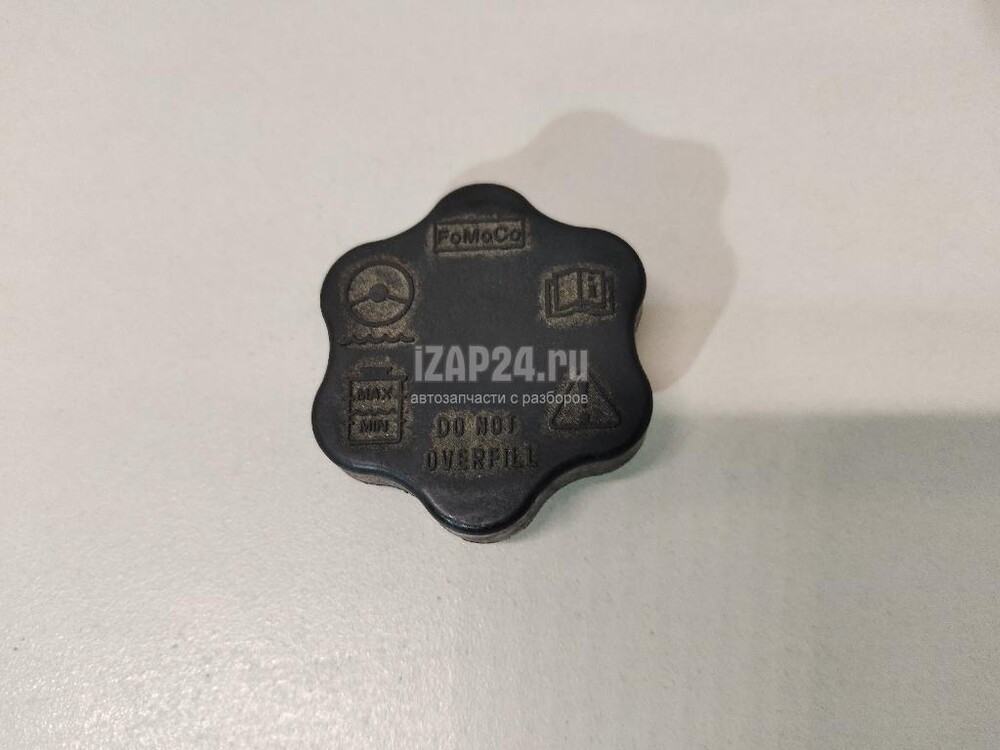 FoMoCo
i
iZAP24.ru
автозапчасти с разборов
MAX
MIN
DO NOT
OVERFILL